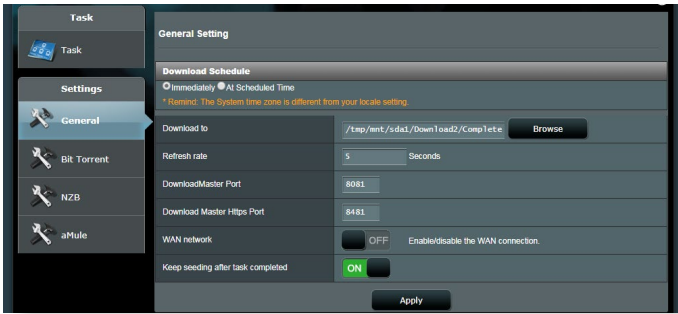 Task
Task
Settings
General
Bit Torrent
NZB
aMule
General Setting
Download Schedule
Immediately At Scheduled Time
* Remind: The System time zone is different from your locale setting.
Download to /tmp/mnt/sda1/Download2/Complete Browse
Refresh rate 5 Seconds
DownloadMaster Port 8081
Download Master Https Port 8481
WAN network OFF Enable/disable the WAN connection.
Keep seeding after task completed ON
Apply